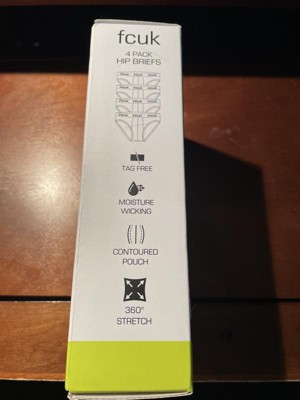 fcuk
4 PACK
HIP BRIEFS
TAG FREE
MOISTURE
WICKING
CONTOURED
POUCH
360°
STRETCH